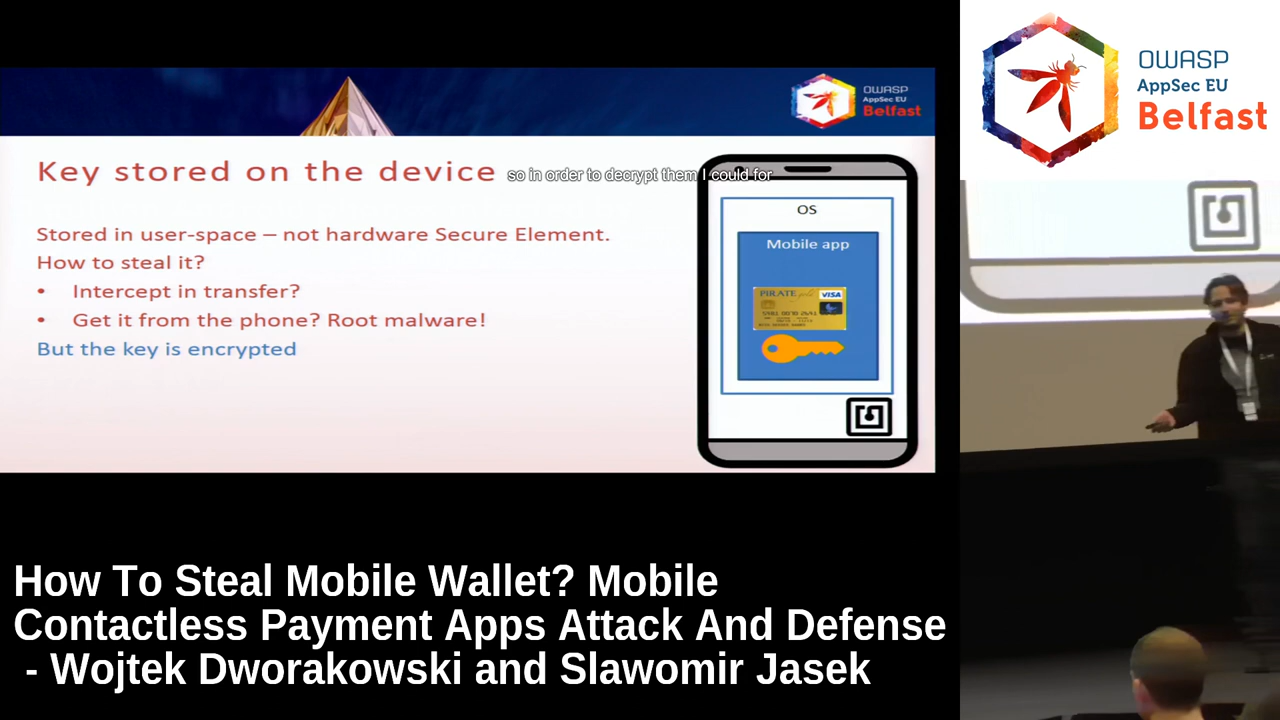 OWASP
AppSec EU
Belfast
OWASP
AppSec EU
Belfast
Key stored on the device
so in order to decrypt them I could for
Stored in user-space – not hardware Secure Element.
How to steal it?
• Intercept in transfer?
• Get it from the phone? Root malware!
But the key is encrypted
OS
Mobile app
PIRATE gold
VISA
How To Steal Mobile Wallet? Mobile
Contactless Payment Apps Attack And Defense
- Wojtek Dworakowski and Slawomir Jasek